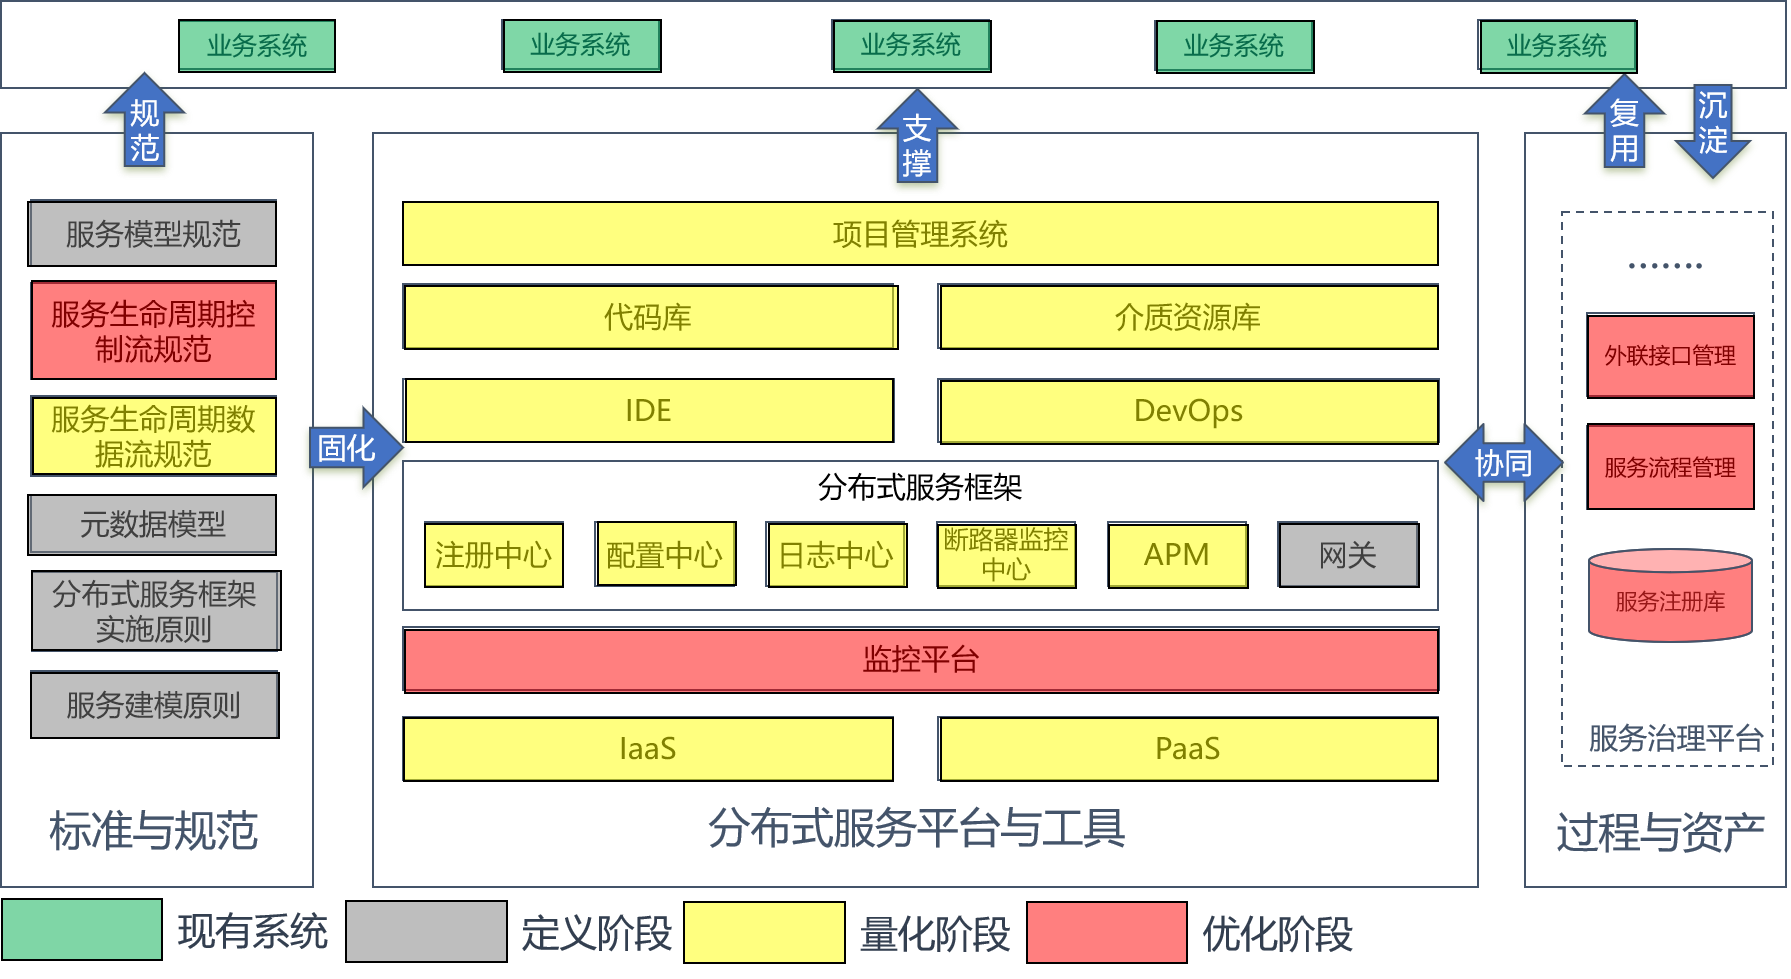 业务系统
业务系统
业务系统
业务系统
业务系统
规
范
支
撑
复
用
沉
淀
服务模型规范
服务生命周期控
制流规范
服务生命周期数
据流规范
元数据模型
分布式服务框架
实施原则
服务建模原则
标准与规范
固化
项目管理系统
代码库
介质资源库
IDE
DevOps
分布式服务框架
注册中心
配置中心
日志中心
断路器监控
中心
APM
网关
监控平台
IaaS
PaaS
分布式服务平台与工具
协同
.......
外联接口管理
服务流程管理
服务注册库
服务治理平台
过程与资产
现有系统
定义阶段
量化阶段
优化阶段